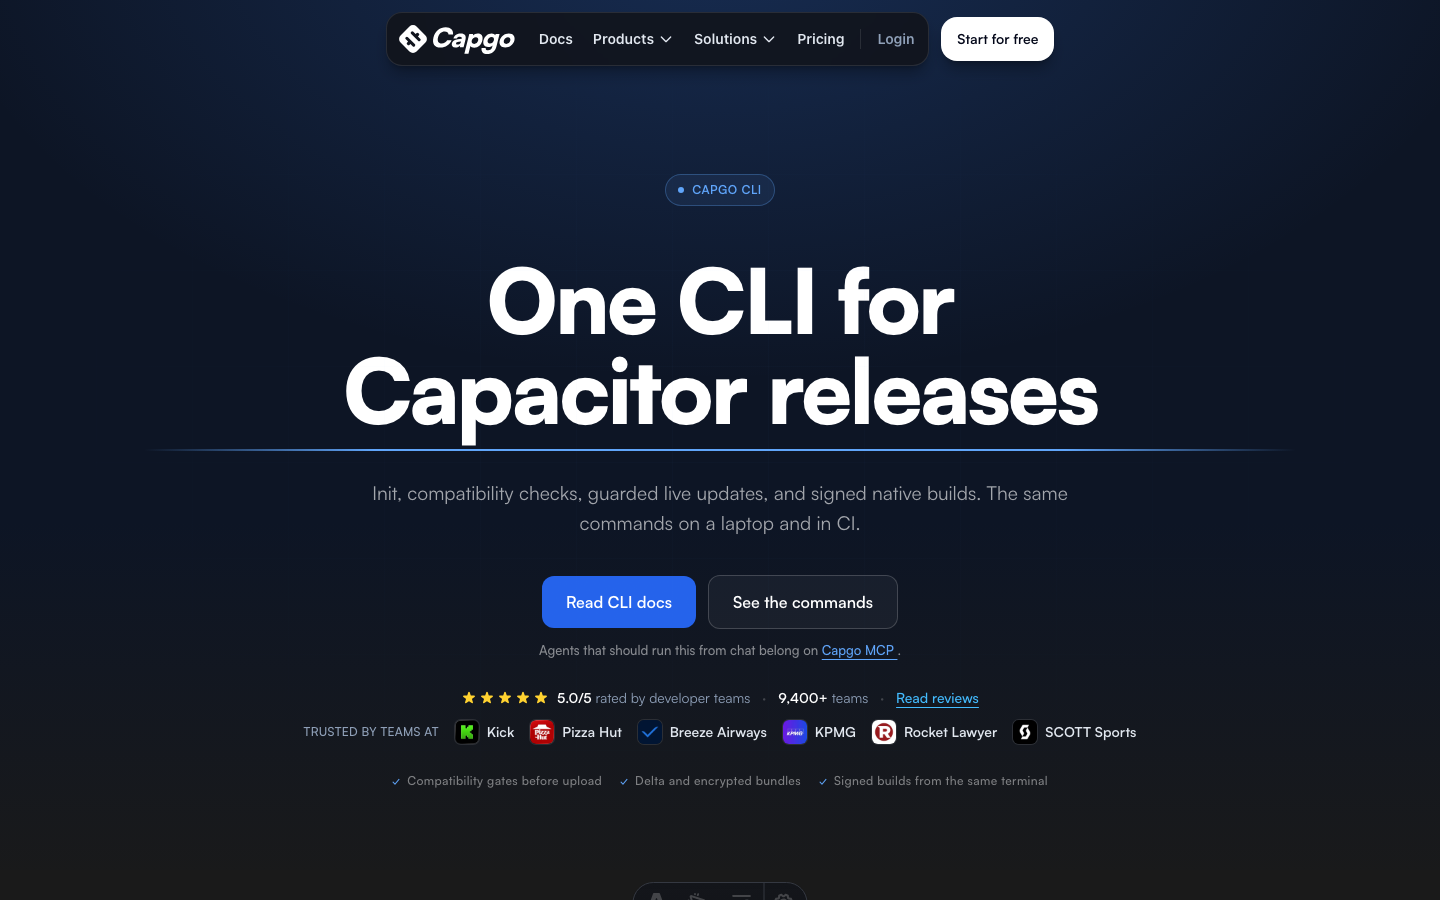 Capgo Docs Products Solutions Pricing Login Start for free
CAPGO CLI
One CLI for
Capacitor releases
Init, compatibility checks, guarded live updates, and signed native builds. The same
commands on a laptop and in CI.
Read CLI docs See the commands
Agents that should run this from chat belong on Capgo MCP .
5.0/5 rated by developer teams · 9,400+ teams · Read reviews
TRUSTED BY TEAMS AT Kick Pizza Hut Breeze Airways KPMG Rocket Lawyer SCOTT Sports
Compatibility gates before upload Delta and encrypted bundles Signed builds from the same terminal